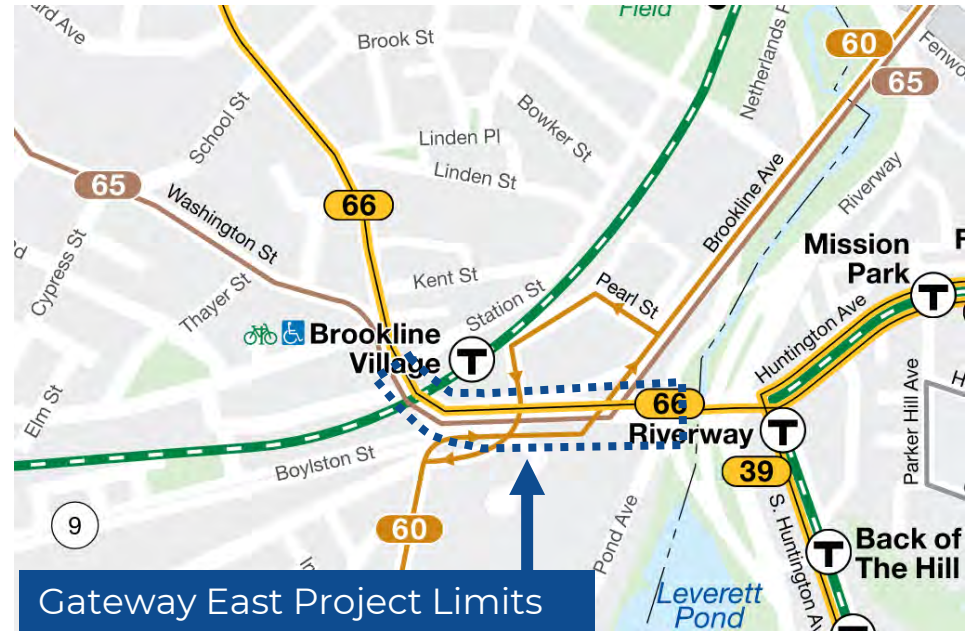 ard Ave
Brook St
Field
Netherlands
60
Fenwo
65
School St
Bowker St
Linden Pl
Linden St
65
66
Washington St
Brookline Ave
Riverway
Mission
Park
T
Cypress St
Thayer St
Kent St
Station St
Pearl St
Huntington Ave
Brookline
Village
T
Elm St
66
Riverway
T
Parker Hill Ave
H
Boylston St
39
9
60
Pond Ave
S. Huntington Av
T
Back of
The Hill
Leverett
Pond
T
Gateway East Project Limits